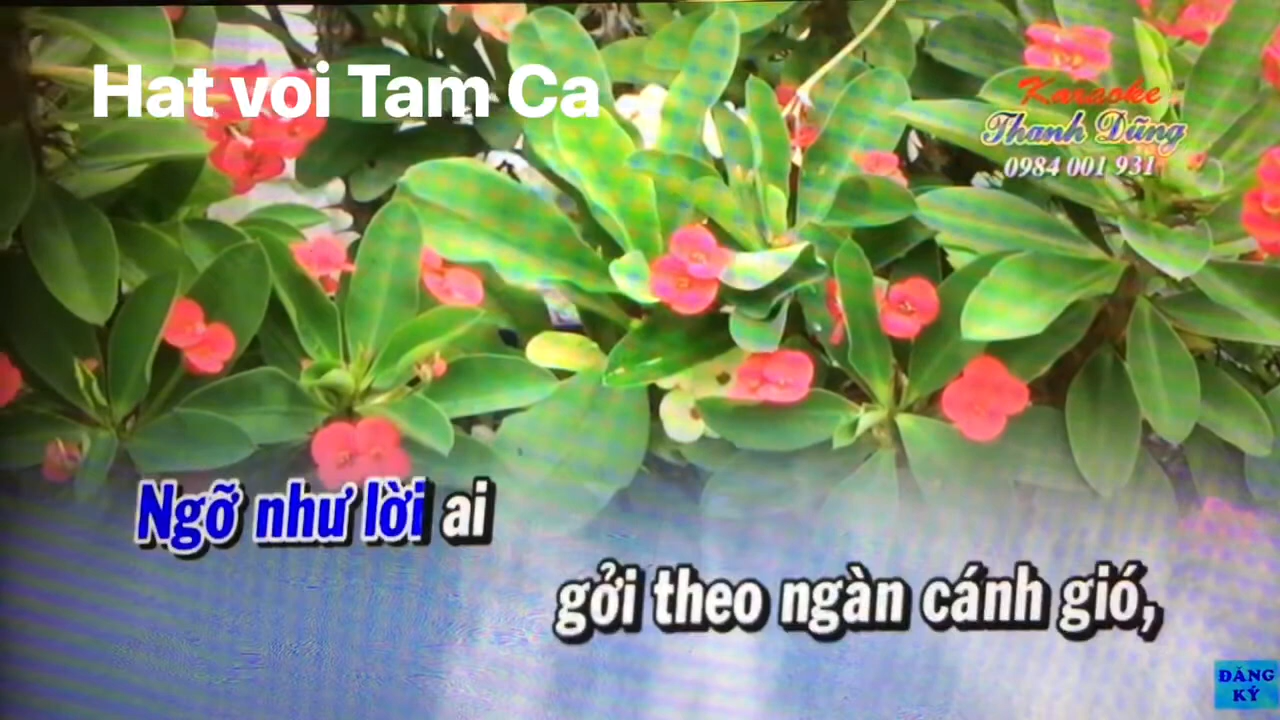 Hat voi Tam Ca
Karaoke
Thanh Dũng
0984 001 931
Ngỡ như lời ai
gởi theo ngàn cánh gió,
ĐĂNG
KÝ